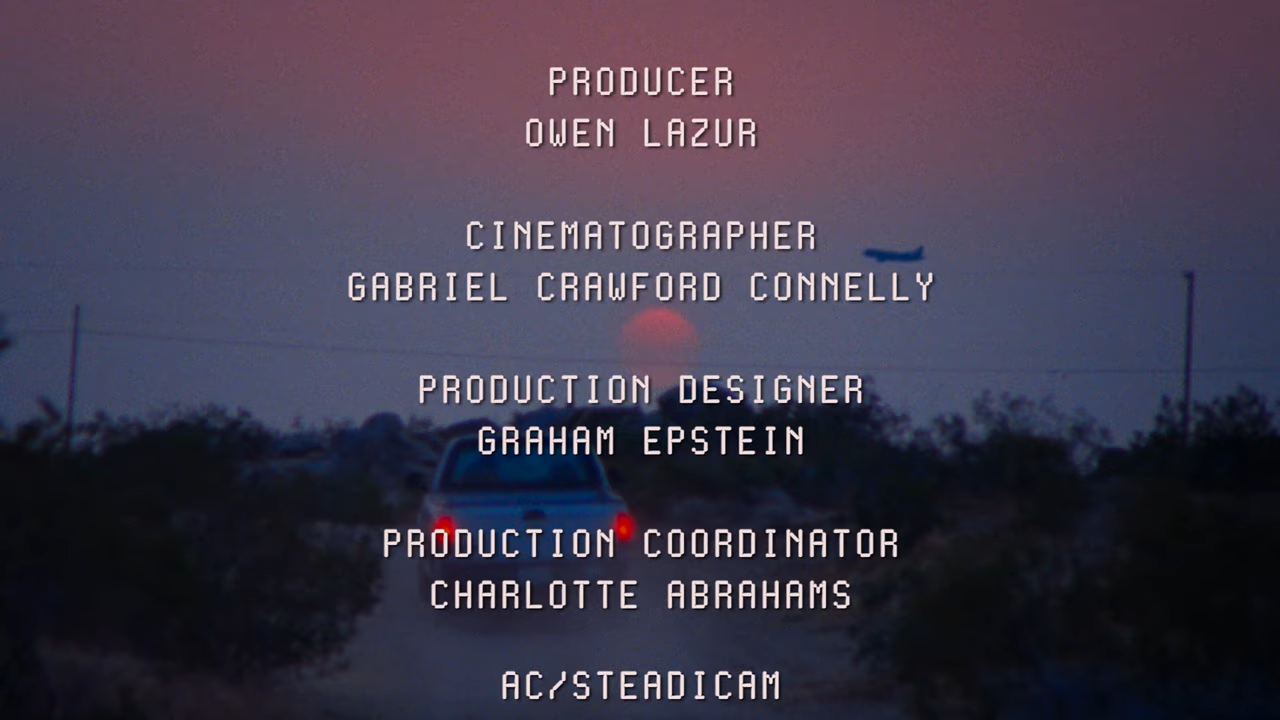 PRODUCER
OWEN LAZUR
CINEMATOGRAPHER
GABRIEL CRAWFORD CONNELLY
PRODUCTION DESIGNER
GRAHAM EPSTEIN
PRODUCTION COORDINATOR
CHARLOTTE ABRAHAMS
AC/STEADICAM